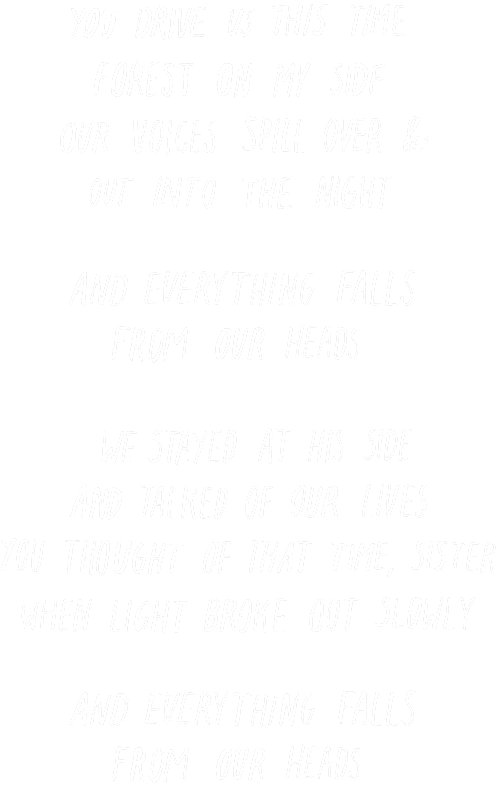 YOU DRIVE US THIS TIME
FOREST ON MY SIDE
OUR VOICES SPILL OVER &
OUT INTO THE NIGHT
AND EVERYTHING FALLS
FROM OUR HEADS
WE STAYED AT HIS SIDE
AND TALKED OF OUR LIVES
YOU THOUGHT OF THAT TIME, SISTER
WHEN LIGHT BROKE OUT SLOWLY
AND EVERYTHING FALLS
FROM OUR HEADS